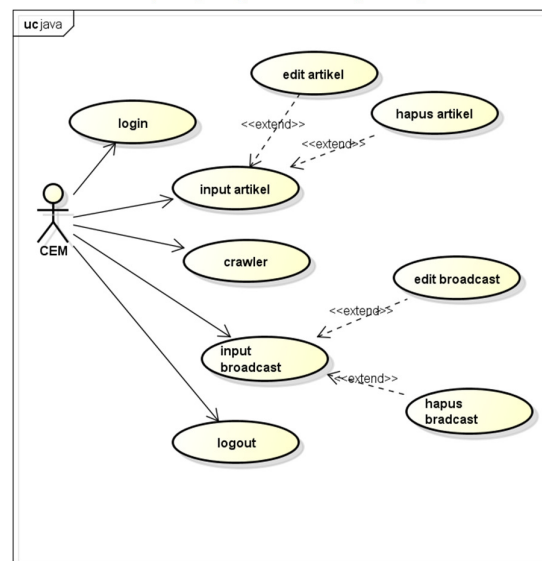 uc java
edit artikel
<<extend>>
hapus artikel
login
<<extend>>
input artikel
CEM
crawler
edit broadcast
<<extend>>
input
broadcast
<<extend>>
hapus
bradcast
logout